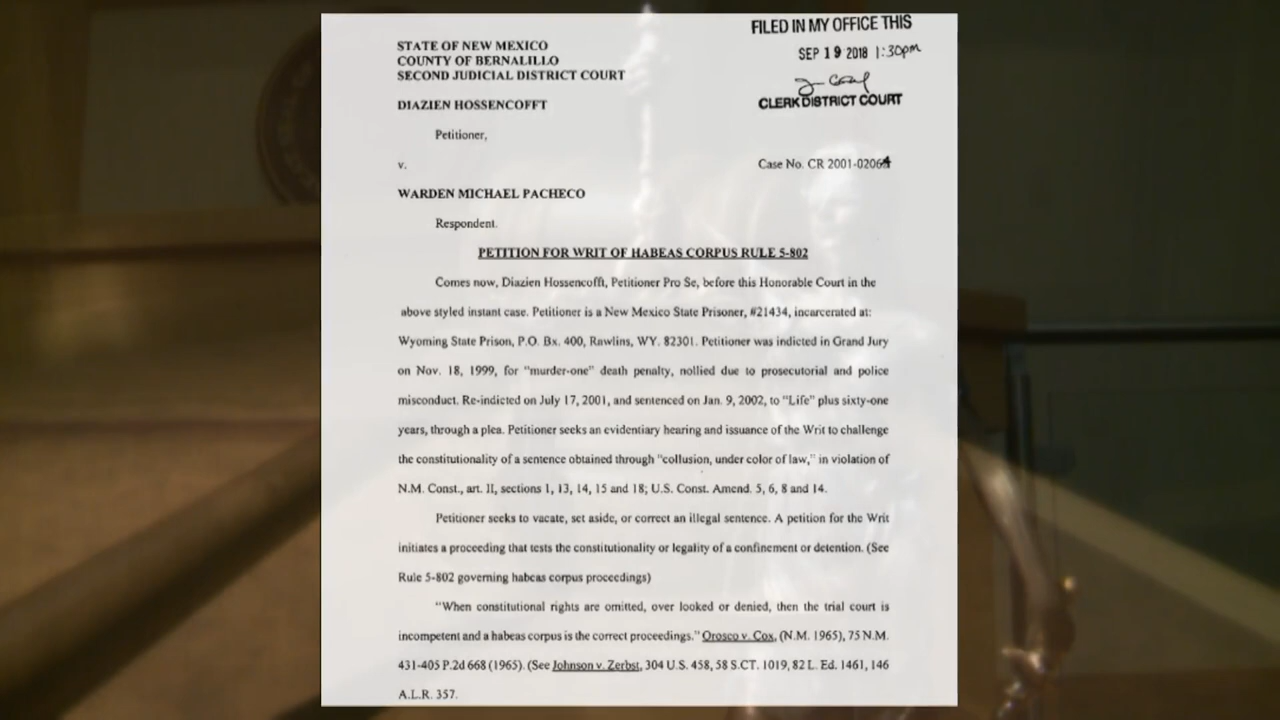 FILED IN MY OFFICE THIS
SEP 19 2018 1:30pm
CLERK DISTRICT COURT
STATE OF NEW MEXICO
COUNTY OF BERNALILLO
SECOND JUDICIAL DISTRICT COURT
DIAZIEN HOSSENCOFFT
Petitioner,
v.
Case No. CR 2001-02064
WARDEN MICHAEL PACHECO
Respondent.
PETITION FOR WRIT OF HABEAS CORPUS RULE 5-802
Comes now, Diazien Hossencofft, Petitioner Pro Se, before this Honorable Court in the
above styled instant case. Petitioner is a New Mexico State Prisoner, #21434, incarcerated at:
Wyoming State Prison, P.O. Bx. 400, Rawlins, WY. 82301. Petitioner was indicted in Grand Jury
on Nov. 18, 1999, for "murder-one" death penalty, nollied due to prosecutorial and police
misconduct. Re-indicted on July 17, 2001, and sentenced on Jan. 9, 2002, to "Life" plus sixty-one
years, through a plea. Petitioner seeks an evidentiary hearing and issuance of the Writ to challenge
the constitutionality of a sentence obtained through "collusion, under color of law," in violation of
N.M. Const., art. II, sections 1, 13, 14, 15 and 18; U.S. Const. Amend. 5, 6, 8 and 14.
Petitioner seeks to vacate, set aside, or correct an illegal sentence. A petition for the Writ
initiates a proceeding that tests the constitutionality or legality of a confinement or detention. (See
Rule 5-802 governing habeas corpus proceedings)
"When constitutional rights are omitted, over looked or denied, then the trial court is
incompetent and a habeas corpus is the correct proceedings." Orosco v. Cox, (N.M. 1965), 75 N.M.
431-405 P.2d 668 (1965). (See Johnson v. Zerbst, 304 U.S. 458, 58 S.CT. 1019, 82 L. Ed. 1461, 146
A.L.R. 357.